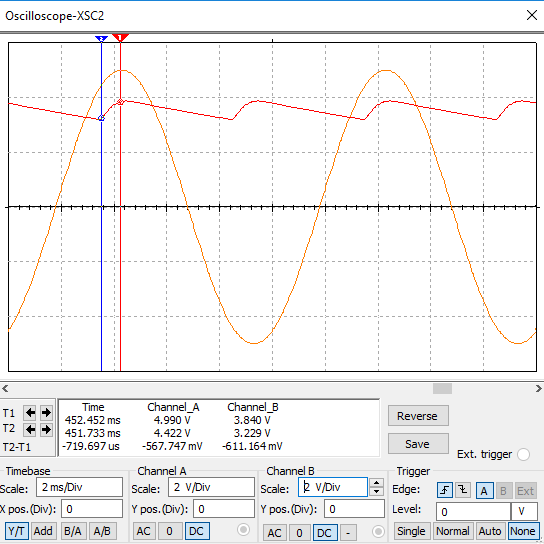 Oscilloscope-XSC2
2 1
T1
T2
T2-T1
Time Channel_A Channel_B
452.452 ms 4.990 V 3.840 V
451.733 ms 4.422 V 3.229 V
-719.697 us -567.747 mV -611.164 mV
Reverse
Save
Ext. trigger
Timebase
Scale: 2 ms/Div
X pos.(Div): 0
Y/T Add B/A A/B
Channel A
Scale: 2 V/Div
Y pos.(Div): 0
AC 0 DC
Channel B
Scale: 2 V/Div
Y pos.(Div): 0
AC 0 DC -
Trigger
Edge: A B Ext
Level: 0 V
Single Normal Auto None